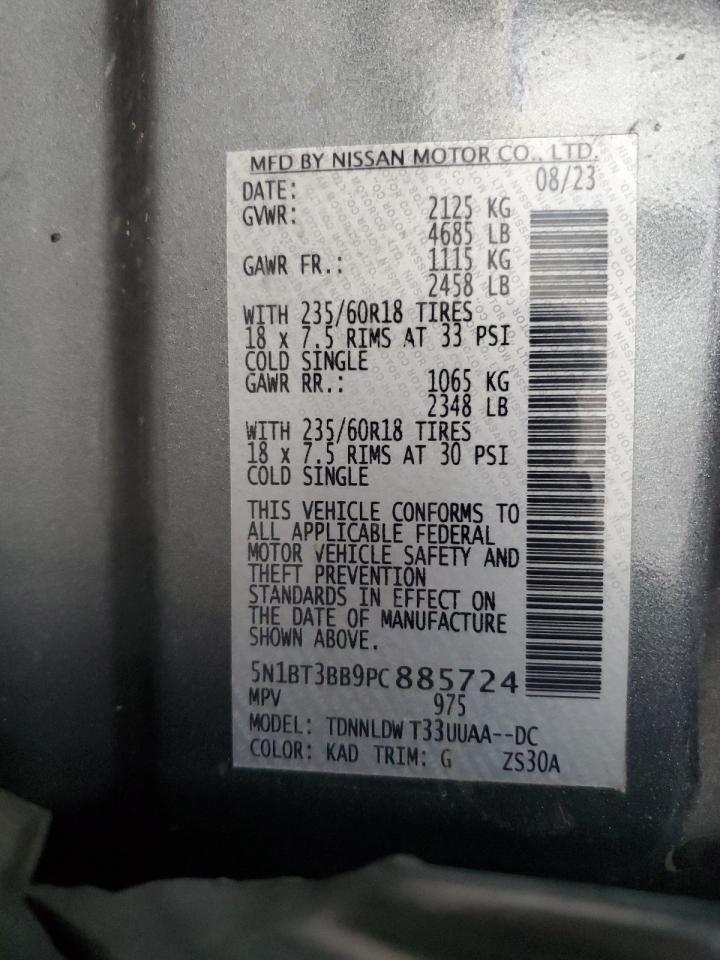 MFD BY NISSAN MOTOR CO., LTD.
DATE: 08/23
GVWR: 2125 KG
4685 LB
GAWR FR.: 1115 KG
2458 LB
WITH 235/60R18 TIRES
18 x 7.5 RIMS AT 33 PSI
COLD SINGLE
GAWR RR.: 1065 KG
2348 LB
WITH 235/60R18 TIRES
18 x 7.5 RIMS AT 30 PSI
COLD SINGLE
THIS VEHICLE CONFORMS TO
ALL APPLICABLE FEDERAL
MOTOR VEHICLE SAFETY AND
THEFT PREVENTION
STANDARDS IN EFFECT ON
THE DATE OF MANUFACTURE
SHOWN ABOVE.
5N1BT3BB9PC885724
MPV 975
MODEL: TDNNLDW T33UUAA--DC
COLOR: KAD TRIM: G ZS30A